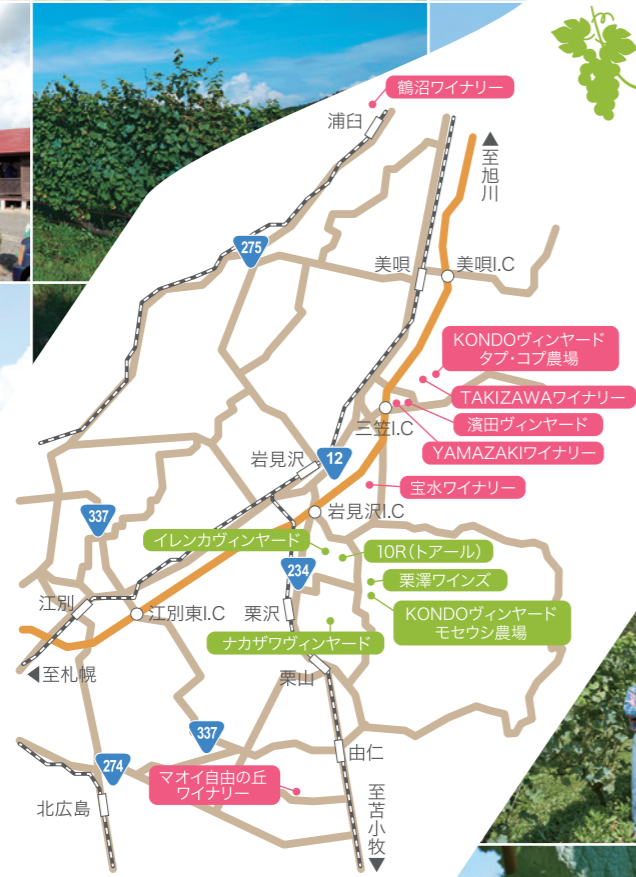 鶴沼ワイナリー
浦臼
▲至旭川
275
美唄
美唄I.C
KONDOヴィンヤード
タプ・コプ農場
TAKIZAWAワイナリー
三笠I.C
濱田ヴィンヤード
YAMAZAKIワイナリー
岩見沢
12
宝水ワイナリー
337
岩見沢I.C
イレンカヴィンヤード
10R(トアール)
234
栗澤ワインズ
江別
江別東I.C
栗沢
KONDOヴィンヤード
モセウシ農場
ナカザワヴィンヤード
◀至札幌
栗山
337
由仁
274
マオイ自由の丘
ワイナリー
北広島
至苫小牧▼